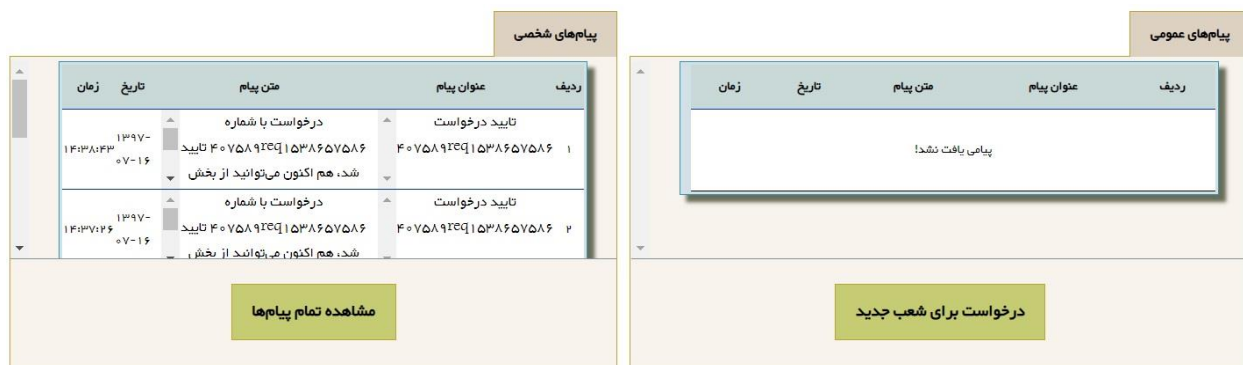 پیام‌های عمومی
ردیف عنوان پیام متن پیام تاریخ زمان
پیامی یافت نشد!
درخواست برای شعب جدید
پیام‌های شخصی
ردیف عنوان پیام متن پیام تاریخ زمان
۱ تایید درخواست ۴۰۷۵۸۹req۱۵۳۸۶۵۷۵۸۶
درخواست با شماره
۴۰۷۵۸۹req۱۵۳۸۶۵۷۵۸۶ تایید
شد، هم اکنون می‌توانید از بخش
۱۳۹۷-
۰۷-۱۶
۱۴:۳۸:۴۳
۲ تایید درخواست ۴۰۷۵۸۹req۱۵۳۸۶۵۷۵۸۶
درخواست با شماره
۴۰۷۵۸۹req۱۵۳۸۶۵۷۵۸۶ تایید
شد، هم اکنون می‌توانید از بخش
۱۳۹۷-
۰۷-۱۶
۱۴:۳۷:۲۶
مشاهده تمام پیام‌ها